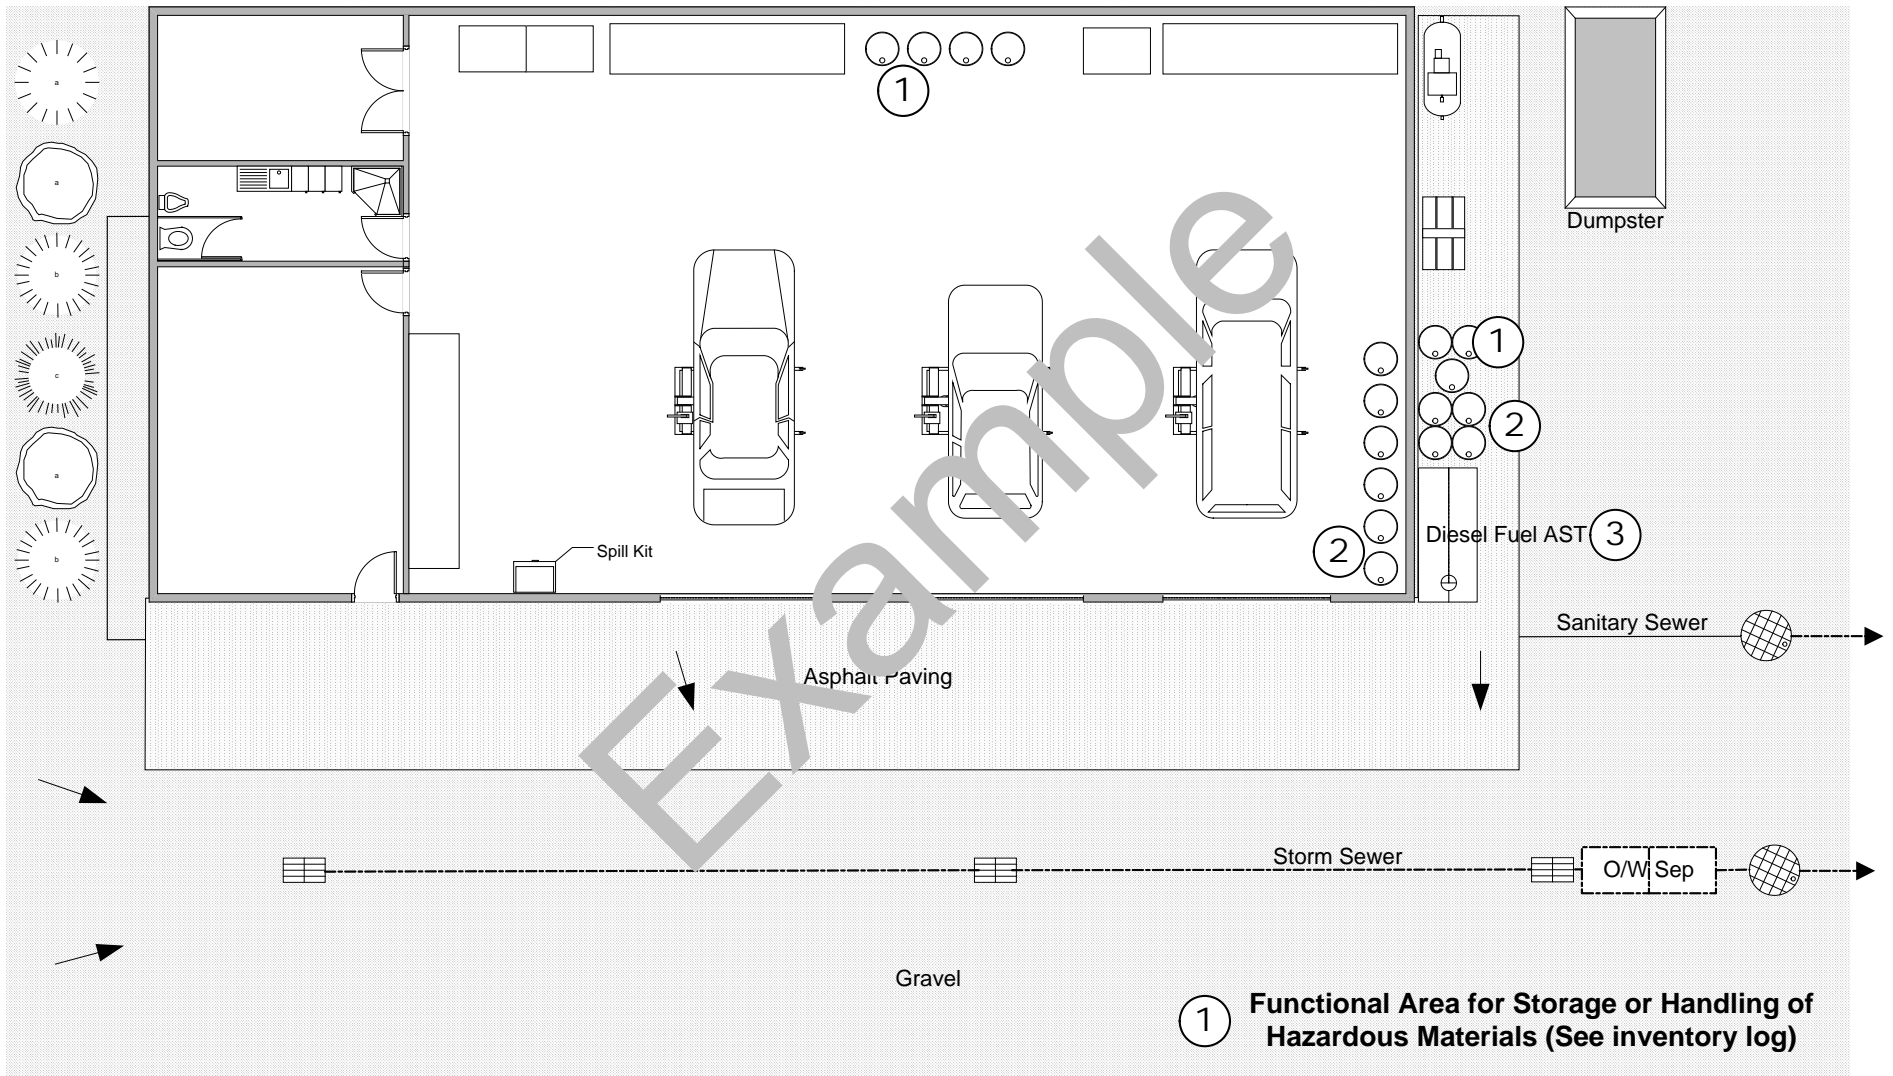 a
a
b
c
a
b
1
Dumpster
1
2
Spill Kit
2
Diesel Fuel AST
3
Sanitary Sewer
Asphalt Paving
Example
Storm Sewer
O/W Sep
Gravel
1
Functional Area for Storage or Handling of
Hazardous Materials (See inventory log)